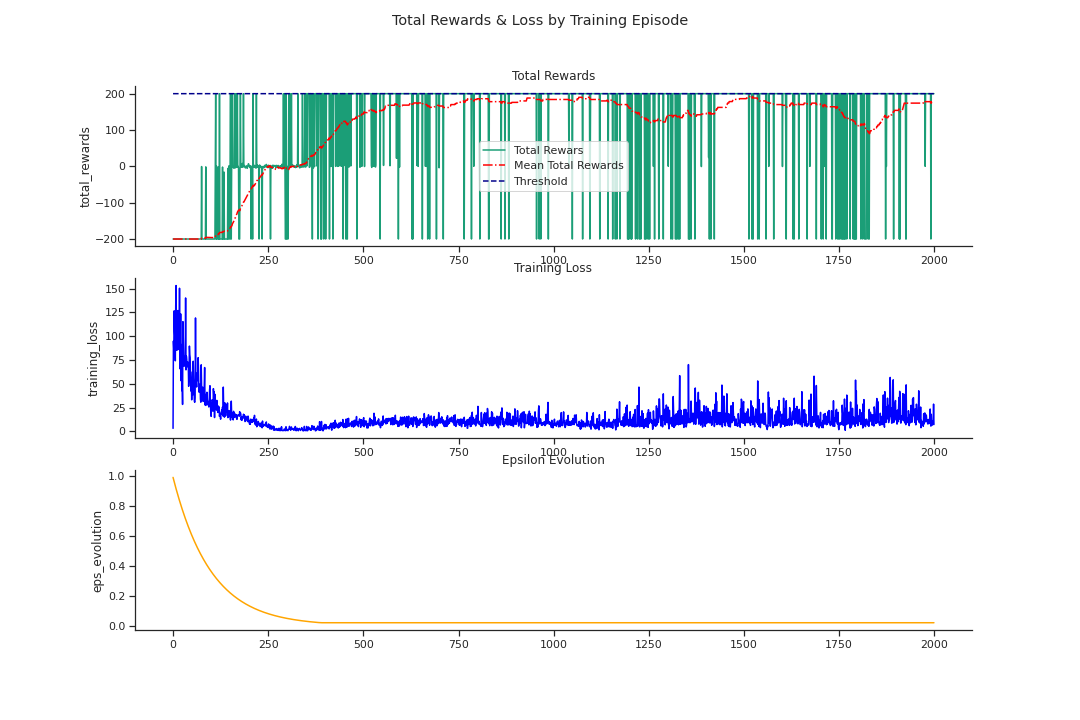 Total Rewards & Loss by Training Episode
Total Rewards
total_rewards
200
100
0
−100
−200
Total Rewars
Mean Total Rewards
Threshold
0 250 500 750 1000 1250 1500 1750 2000
Training Loss
training_loss
150
125
100
75
50
25
0
0 250 500 750 1000 1250 1500 1750 2000
Epsilon Evolution
eps_evolution
1.0
0.8
0.6
0.4
0.2
0.0
0 250 500 750 1000 1250 1500 1750 2000